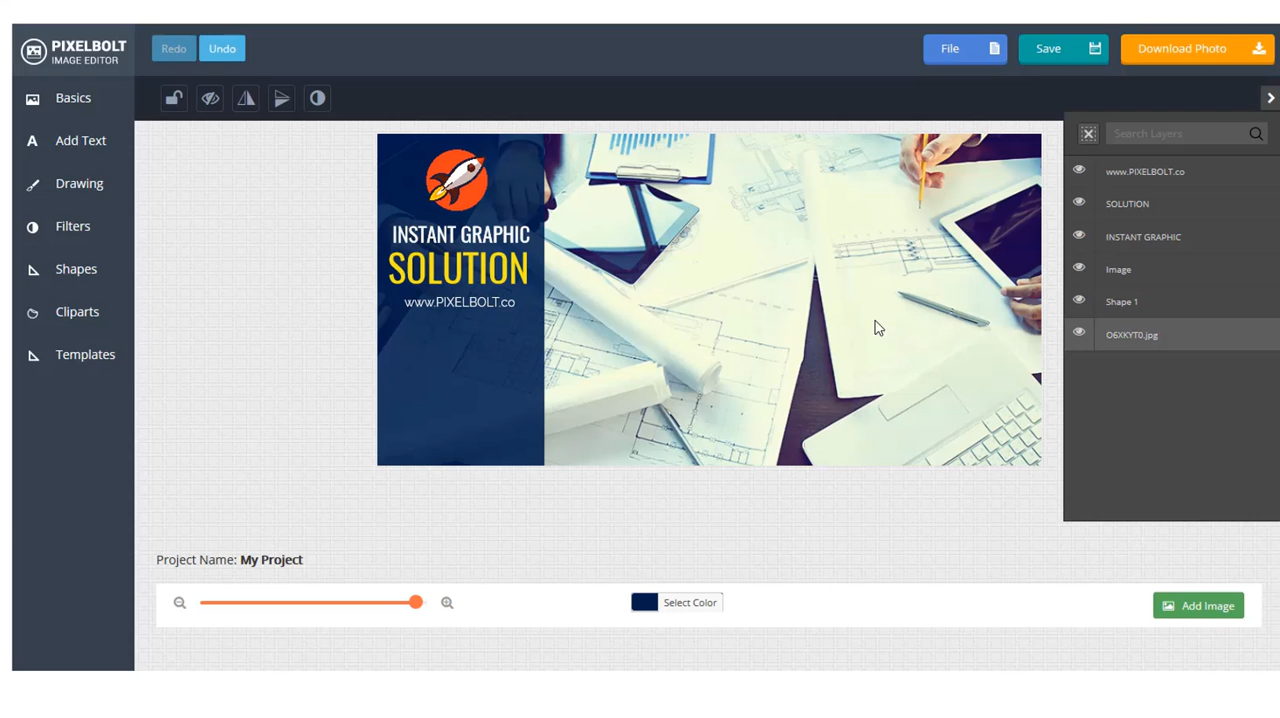 PIXELBOLT
IMAGE EDITOR
Redo
Undo
File
Save
Download Photo
Basics
Add Text
Drawing
Filters
Shapes
Cliparts
Templates
INSTANT GRAPHIC
SOLUTION
www.PIXELBOLT.co
Search Layers
www.PIXELBOLT.co
SOLUTION
INSTANT GRAPHIC
Image
Shape 1
O6XKYT0.jpg
Project Name: My Project
Select Color
Add Image